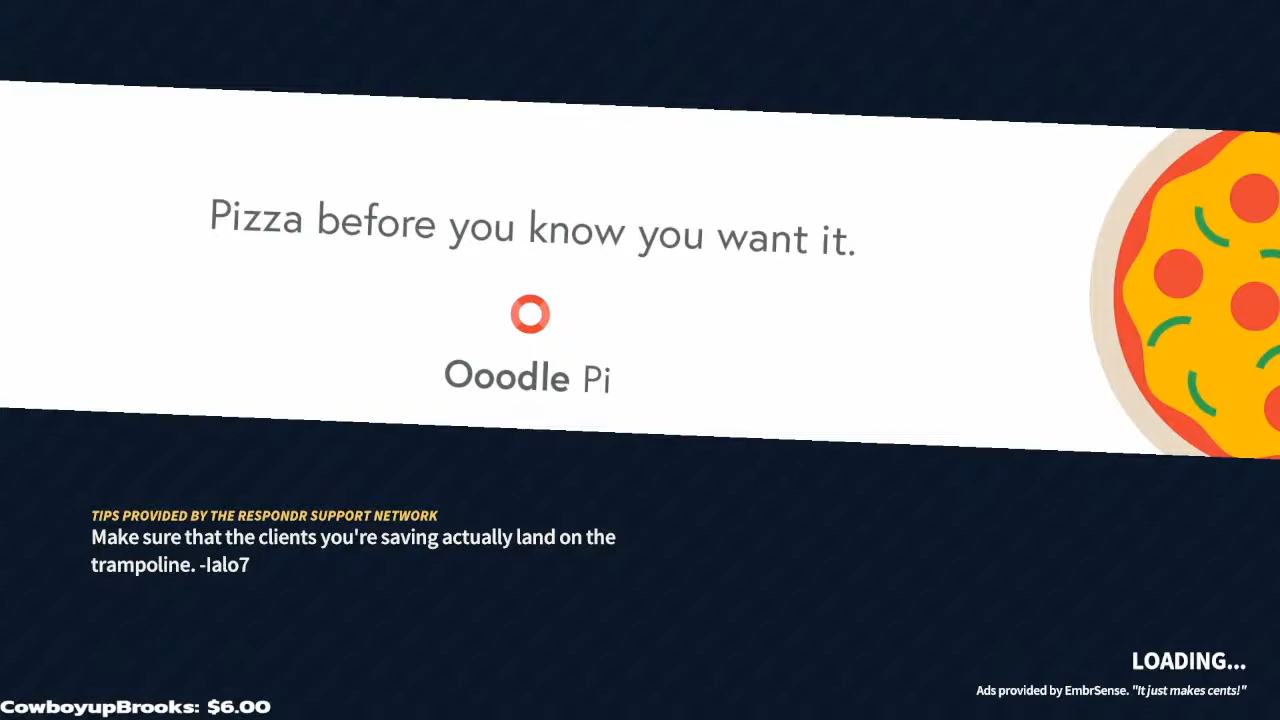 Pizza before you know you want it.
Ooodle Pi
TIPS PROVIDED BY THE RESPONDR SUPPORT NETWORK
Make sure that the clients you're saving actually land on the
trampoline. -Ialo7
LOADING...
Ads provided by EmbrSense. "It just makes cents!"
CowboyupBrooks: $6.00